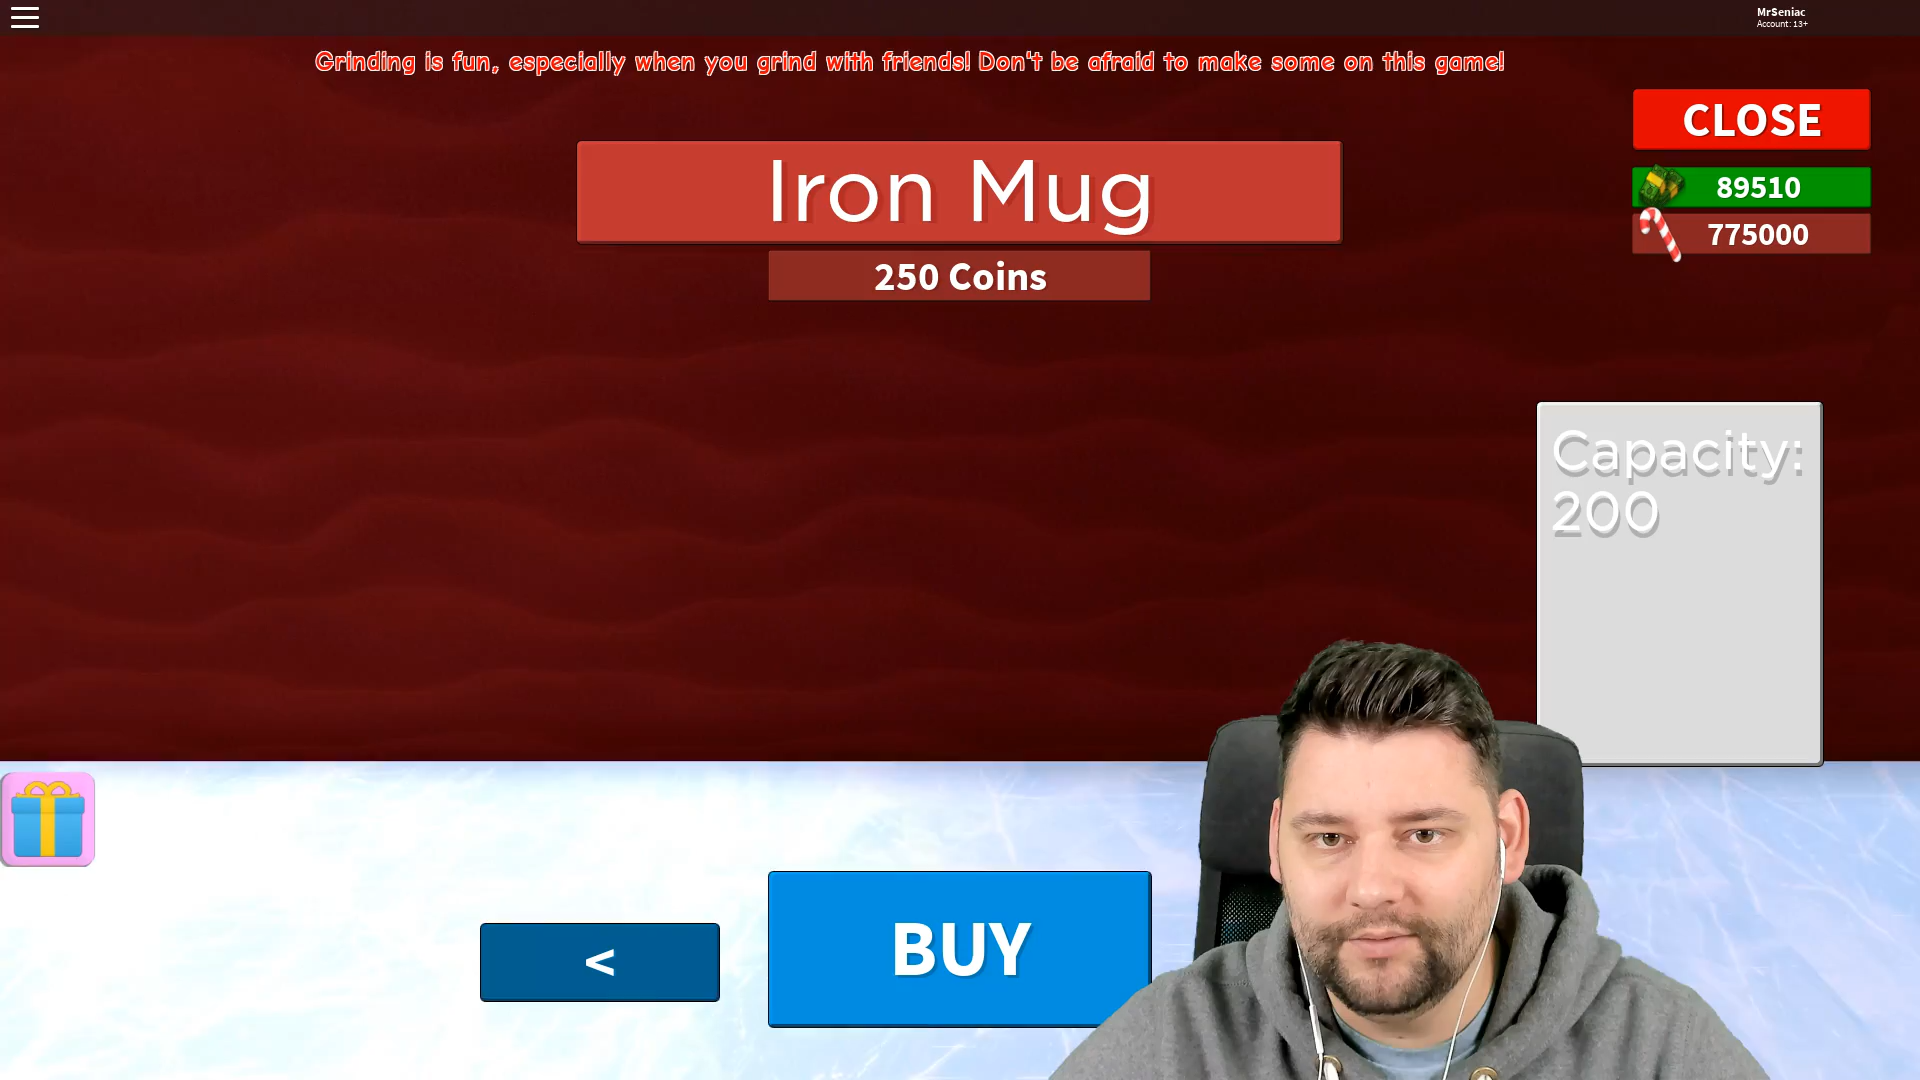 MrSeniac
Account: 13+
Grinding is fun, especially when you grind with friends! Don't be afraid to make some on this game!
CLOSE
Iron Mug
89510
775000
250 Coins
Capacity:
200
<
BUY